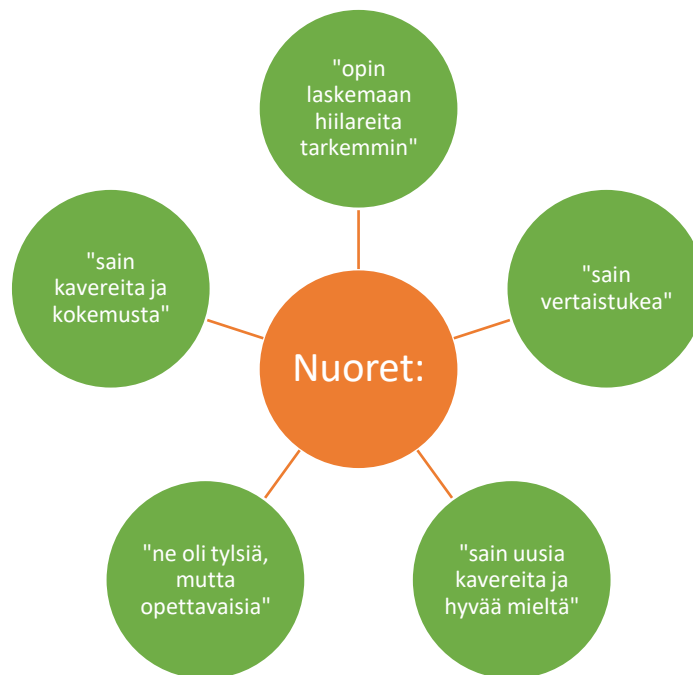 "opin
laskemaan
hiilareita
tarkemmin"
"sain
kavereita ja
kokemusta"
"sain
vertaistukea"
Nuoret:
"ne oli tylsiä,
mutta
opettavaisia"
"sain uusia
kavereita ja
hyvää mieltä"